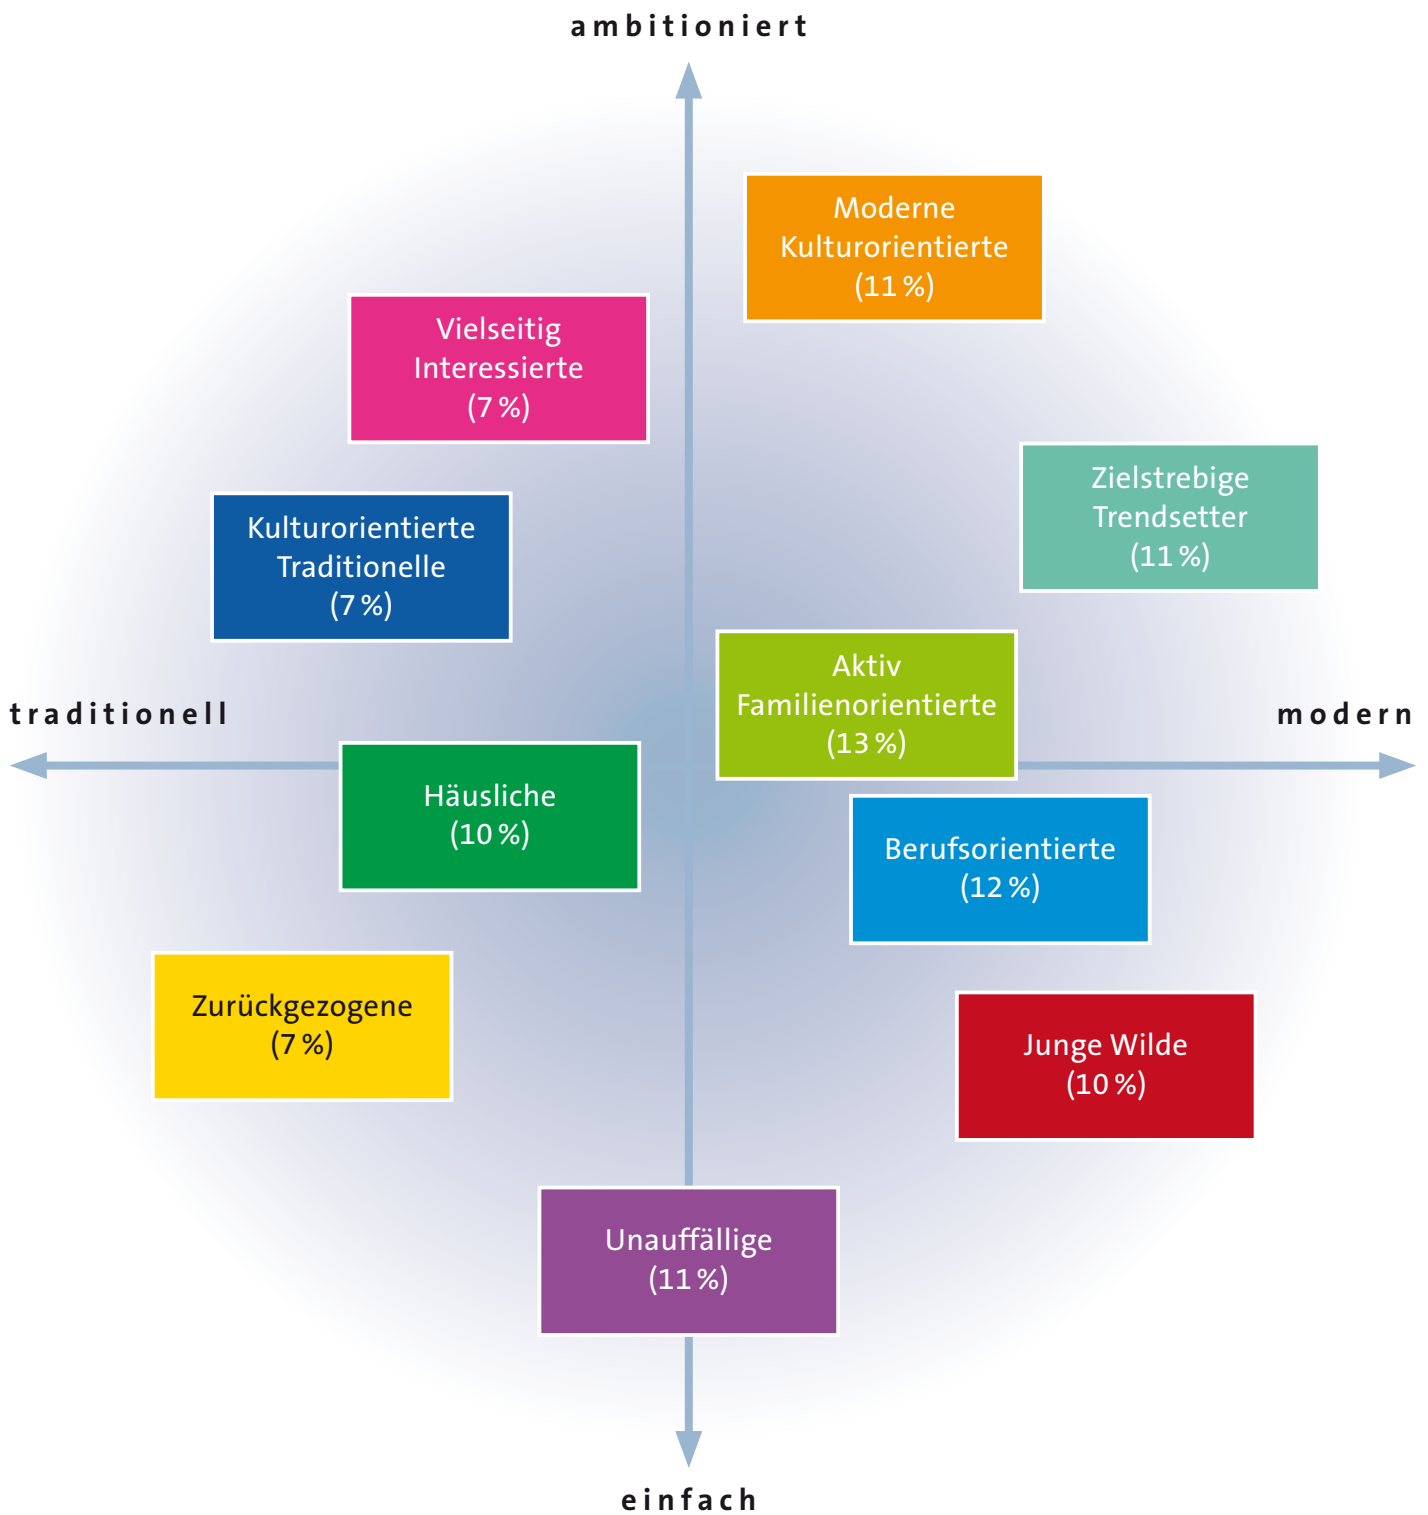 ambitioniert
Moderne
Kulturorientierte
(11 %)
Vielseitig
Interessierte
(7 %)
Zielstrebige
Trendsetter
(11 %)
Kulturorientierte
Traditionelle
(7 %)
Aktiv
Familienorientierte
(13 %)
traditionell
modern
Häusliche
(10 %)
Berufsorientierte
(12 %)
Zurückgezogene
(7 %)
Junge Wilde
(10 %)
Unauffällige
(11 %)
einfach